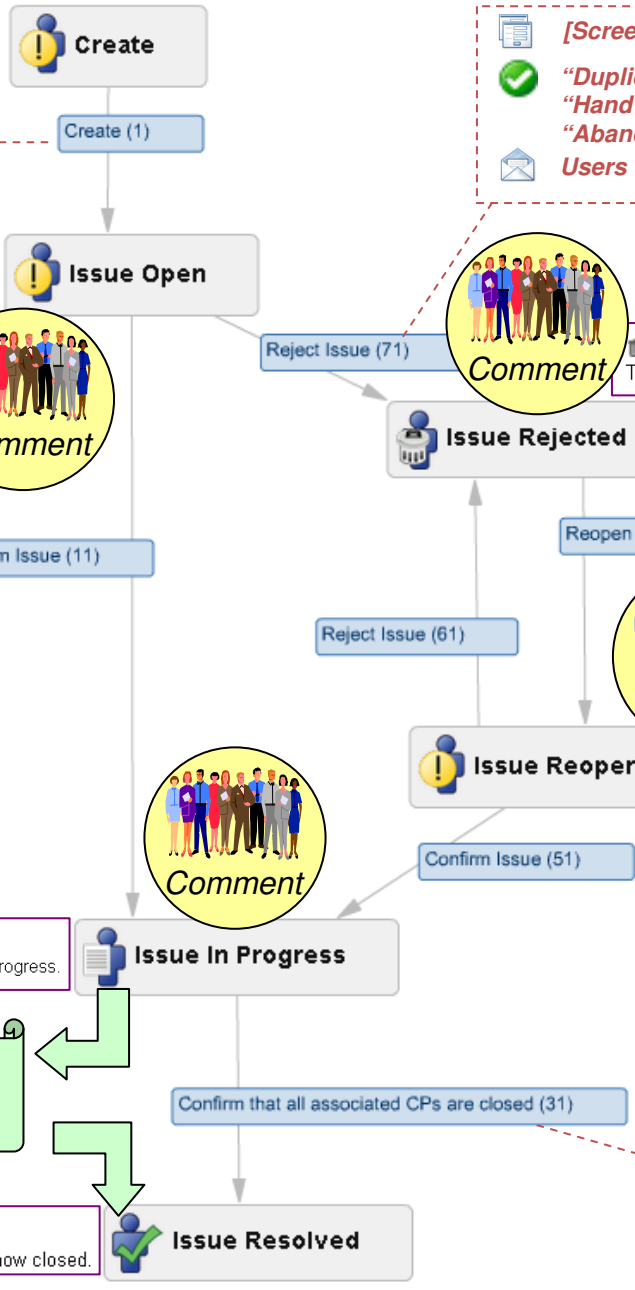 Create
[Scree
“Duplic
“Hand
“Aband
Users
Create (1)
Issue Open
Reject Issue (71)
Comment
T
Issue Rejected
mment
Reopen
m Issue (11)
Reject Issue (61)
Issue Reopen
Comment
Confirm Issue (51)
Issue In Progress
rogress.
Confirm that all associated CPs are closed (31)
Issue Resolved
now closed.